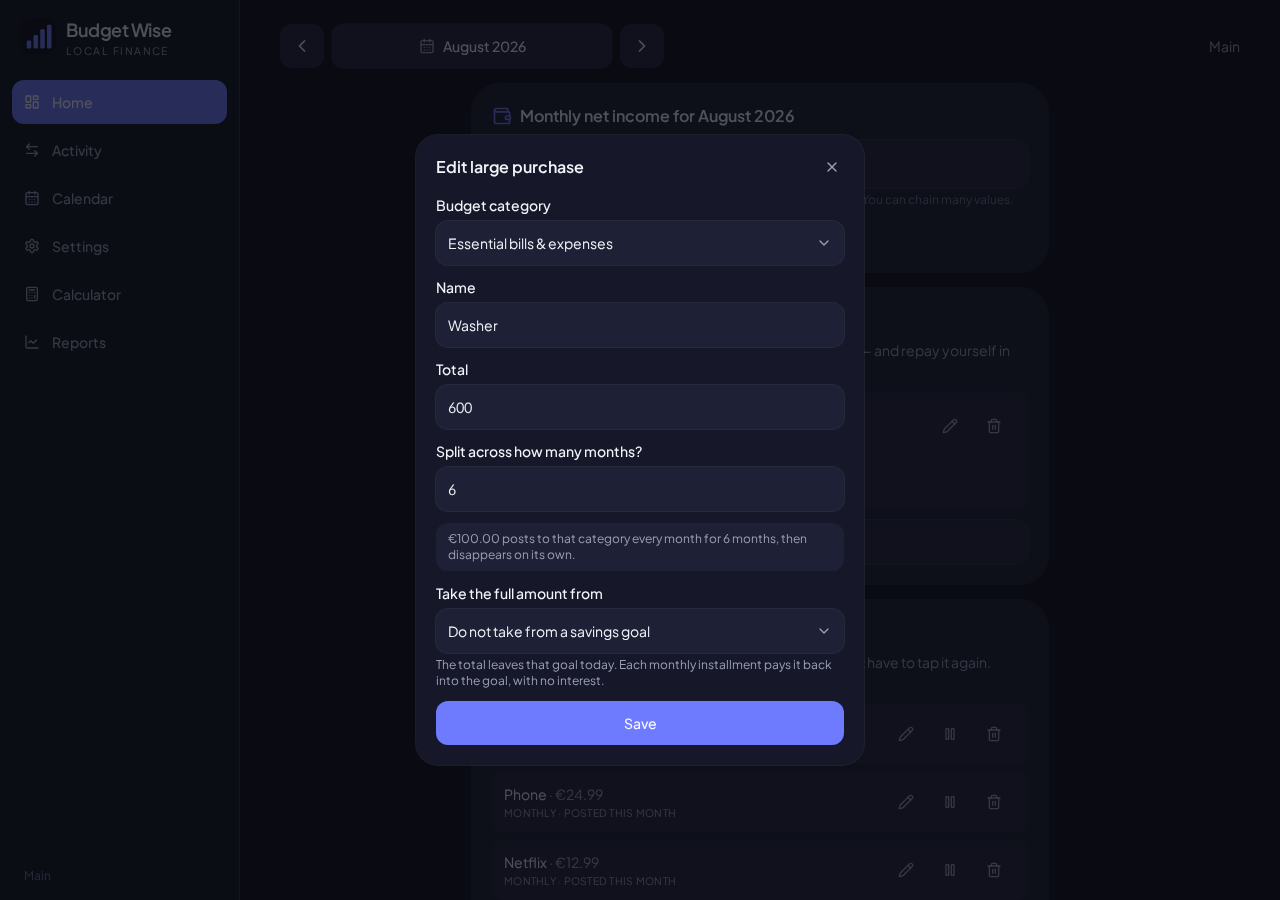 Budget Wise
LOCAL FINANCE
Home
Activity
Calendar
Settings
Calculator
Reports
Main
August 2026
Main
Monthly net income for August 2026
You can chain many values.
– and repay yourself in
have to tap it again.
Edit large purchase
Budget category
Essential bills & expenses
Name
Washer
Total
600
Split across how many months?
6
€100.00 posts to that category every month for 6 months, then
disappears on its own.
Take the full amount from
Do not take from a savings goal
The total leaves that goal today. Each monthly installment pays it back
into the goal, with no interest.
Save
Phone · €24.99
MONTHLY · POSTED THIS MONTH
Netflix · €12.99
MONTHLY · POSTED THIS MONTH